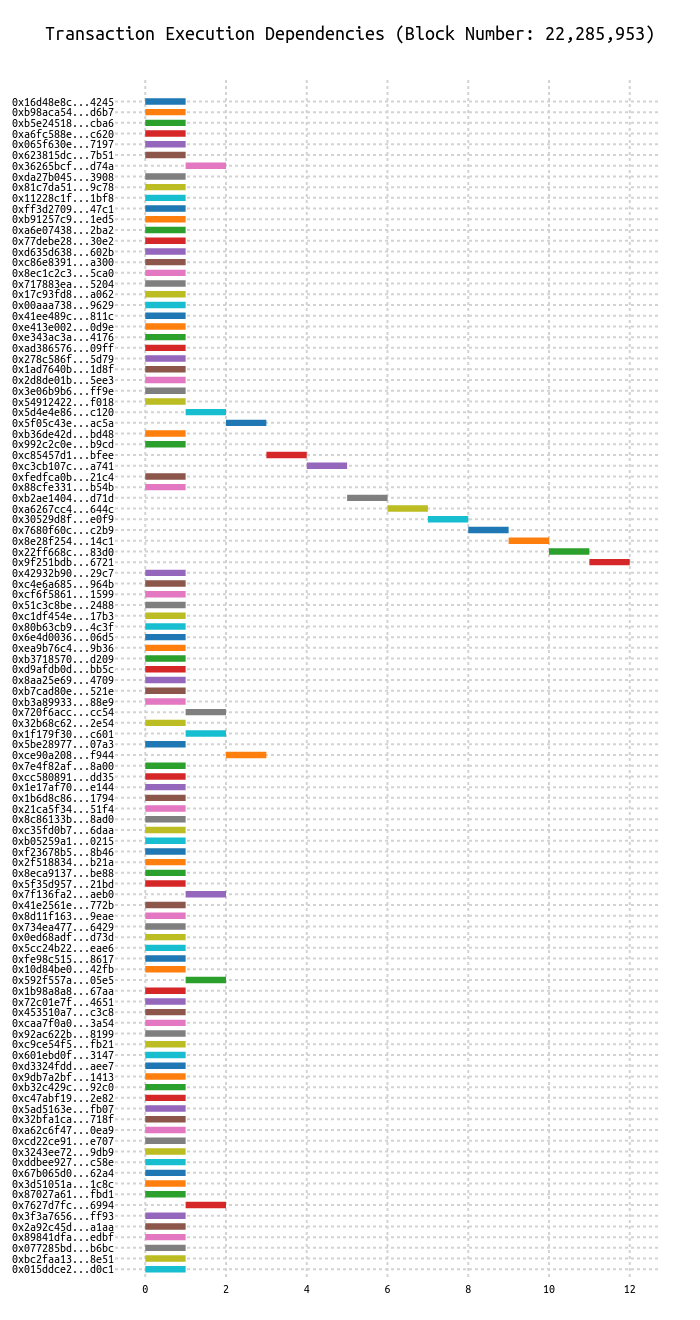 Transaction Execution Dependencies (Block Number: 22,285,953)
0x16d48e8c...4245
0xb98aca54...d6b7
0xb5e24518...cba6
0xa6fc588e...c620
0x065f630e...7197
0x623815dc...7b51
0x36265bcf...d74a
0xda27b045...3908
0x81c7da51...9c78
0x11228c1f...1bf8
0xff3d2709...47c1
0xb91257c9...1ed5
0xa6e07438...2ba2
0x77debe28...30e2
0xd635d638...602b
0xc86e8391...a300
0x8ec1c2c3...5ca0
0x717883ea...5204
0x17c93fd8...a062
0x00aaa738...9629
0x41ee489c...811c
0xe413e002...0d9e
0xe343ac3a...4176
0xad386576...09ff
0x278c586f...5d79
0x1ad7640b...1d8f
0x2d8de01b...5ee3
0x3e06b9b6...ff9e
0x54912422...f018
0x5d4e4e86...c120
0x5f05c43e...ac5a
0xb36de42d...bd48
0x992c2c0e...b9cd
0xc85457d1...bfee
0xc3cb107c...a741
0xfedfca0b...21c4
0x88cfe331...b54b
0xb2ae1404...d71d
0xa6267cc4...644c
0x30529d8f...e0f9
0x7680f60c...c2b9
0x8e28f254...14c1
0x22ff668c...83d0
0x9f251bdb...6721
0x42932b90...29c7
0xc4e6a685...964b
0xcf6f5861...1599
0x51c3c8be...2488
0xc1df454e...17b3
0x80b63cb9...4c3f
0x6e4d0036...06d5
0xea9b76c4...9b36
0xb3718570...d209
0xd9afdb0d...bb5c
0x8aa25e69...4709
0xb7cad80e...521e
0xb3a89933...88e9
0x720f6acc...cc54
0x32b68c62...2e54
0x1f179f30...c601
0x5be28977...07a3
0xce90a208...f944
0x7e4f82af...8a00
0xcc580891...dd35
0x1e17af70...e144
0x1b6d8c86...1794
0x21ca5f34...51f4
0x8c86133b...8ad0
0xc35fd0b7...6daa
0xb05259a1...0215
0xf23678b5...8b46
0x2f518834...b21a
0x8eca9137...be88
0x5f35d957...21bd
0x7f136fa2...aeb0
0x41e2561e...772b
0x8d11f163...9eae
0x734ea477...6429
0x0ed68adf...d73d
0x5cc24b22...eae6
0xfe98c515...8617
0x10d84be0...42fb
0x592f557a...05e5
0x1b98a8a8...67aa
0x72c01e7f...4651
0x453510a7...c3c8
0xcaa7f0a0...3a54
0x92ac622b...8199
0xc9ce54f5...fb21
0x601ebd0f...3147
0xd3324fdd...aee7
0x9db7a2bf...1413
0xb32c429c...92c0
0xc47abf19...2e82
0x5ad5163e...fb07
0x32bfa1ca...718f
0xa62c6f47...0ea9
0xcd22ce91...e707
0x3243ee72...9db9
0xddbee927...c58e
0x67b065d0...62a4
0x3d51051a...1c8c
0x87027a61...fbd1
0x7627d7fc...6994
0x3f3a7656...ff93
0x2a92c45d...a1aa
0x89841dfa...edbf
0x077285bd...b6bc
0xbc2faa13...8e51
0x015ddce2...d0c1
0 2 4 6 8 10 12